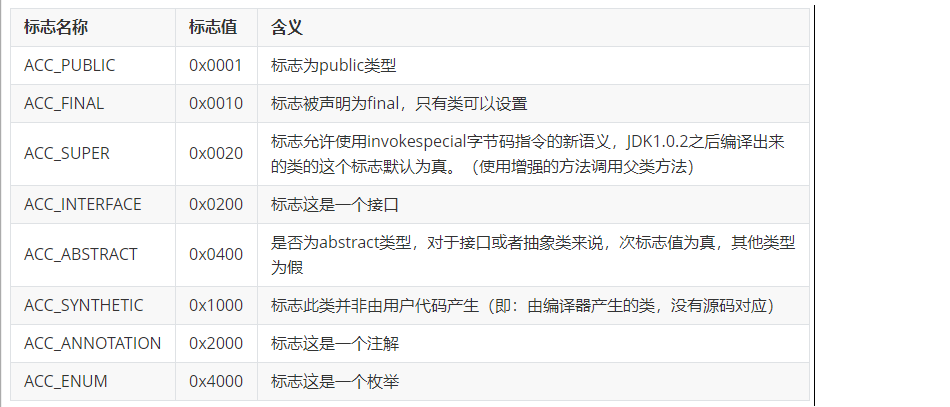 标志名称 标志值 含义
ACC_PUBLIC 0x0001 标志为public类型
ACC_FINAL 0x0010 标志被声明为final，只有类可以设置
ACC_SUPER 0x0020 标志允许使用invokespecial字节码指令的新语义，JDK1.0.2之后编译出来
的类的这个标志默认为真。（使用增强的方法调用父类方法）
ACC_INTERFACE 0x0200 标志这是一个接口
ACC_ABSTRACT 0x0400 是否为abstract类型，对于接口或者抽象类来说，次标志值为真，其他类型
为假
ACC_SYNTHETIC 0x1000 标志此类并非由用户代码产生（即：由编译器产生的类，没有源码对应）
ACC_ANNOTATION 0x2000 标志这是一个注解
ACC_ENUM 0x4000 标志这是一个枚举